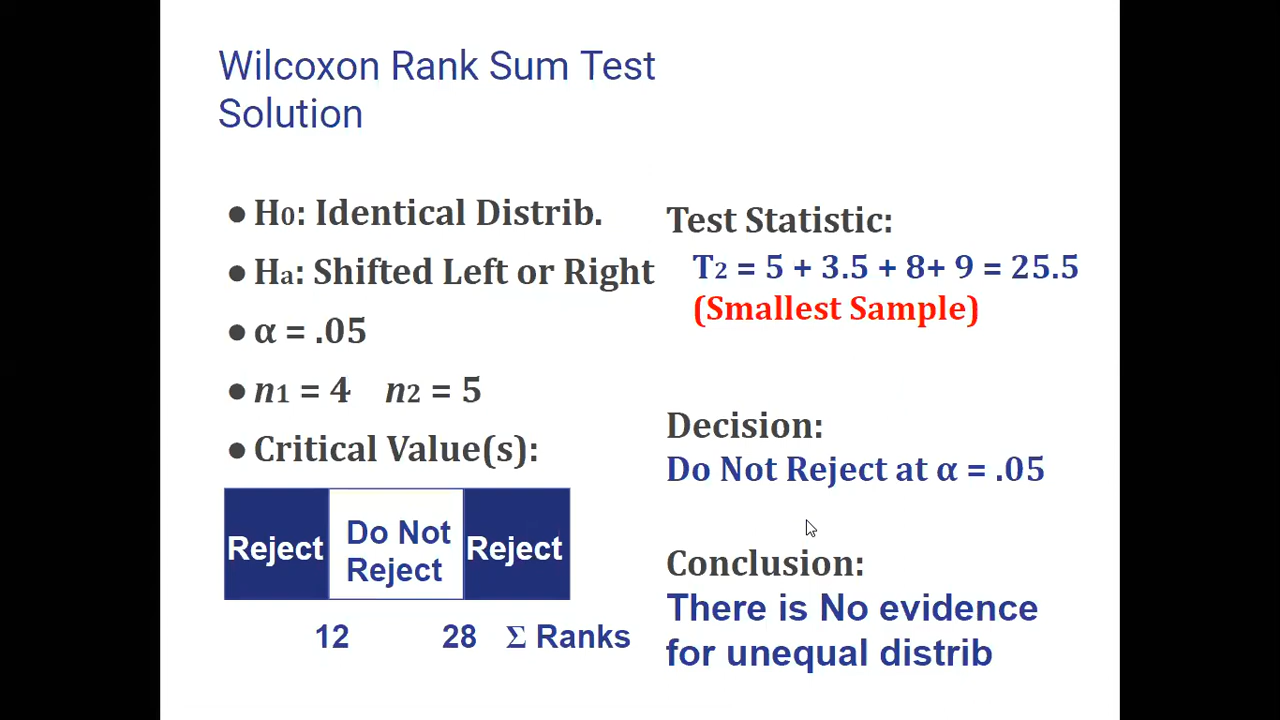 Wilcoxon Rank Sum Test
Solution
● H0: Identical Distrib.
● Ha: Shifted Left or Right
● α = .05
● n1 = 4 n2 = 5
● Critical Value(s):
Reject
Do Not
Reject
Reject
12 28 Σ Ranks
Test Statistic:
T2 = 5 + 3.5 + 8+ 9 = 25.5
(Smallest Sample)
Decision:
Do Not Reject at α = .05
Conclusion:
There is No evidence
for unequal distrib